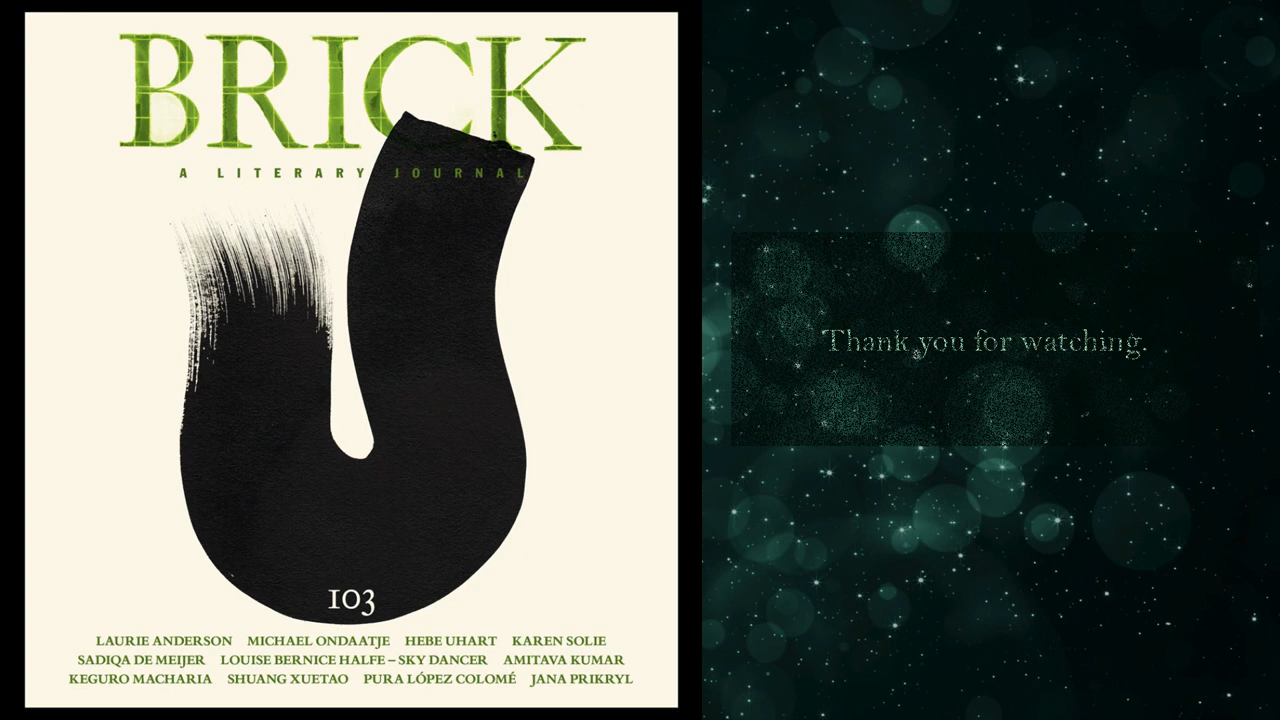 BRICK
A LITERARY JOURNAL
103
LAURIE ANDERSON MICHAEL ONDAATJE HEBE UHART KAREN SOLIE
SADIQA DE MEIJER LOUISE BERNICE HALFE – SKY DANCER AMITAVA KUMAR
KEGURO MACHARIA SHUANG XUETAO PURA LÓPEZ COLOMÉ JANA PRIKRYL
Thank you for watching.